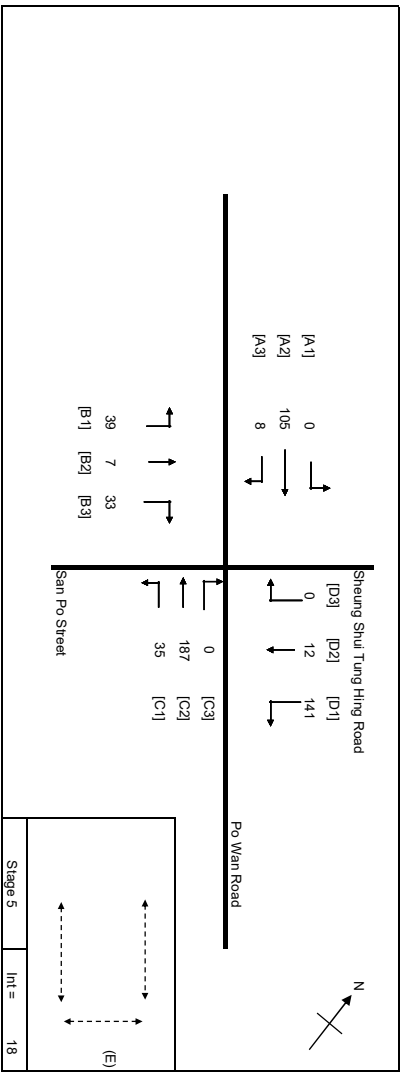 Sheung Shui Tung Hing Road
[D3] [D2] [D1]
0 12 141
[A1] 0
[A2] 105
[A3] 8
N
Po Wan Road
0 [C3]
187 [C2]
35 [C1]
39 7 33
[B1] [B2] [B3]
San Po Street
(E)
Stage 5 Int = 18